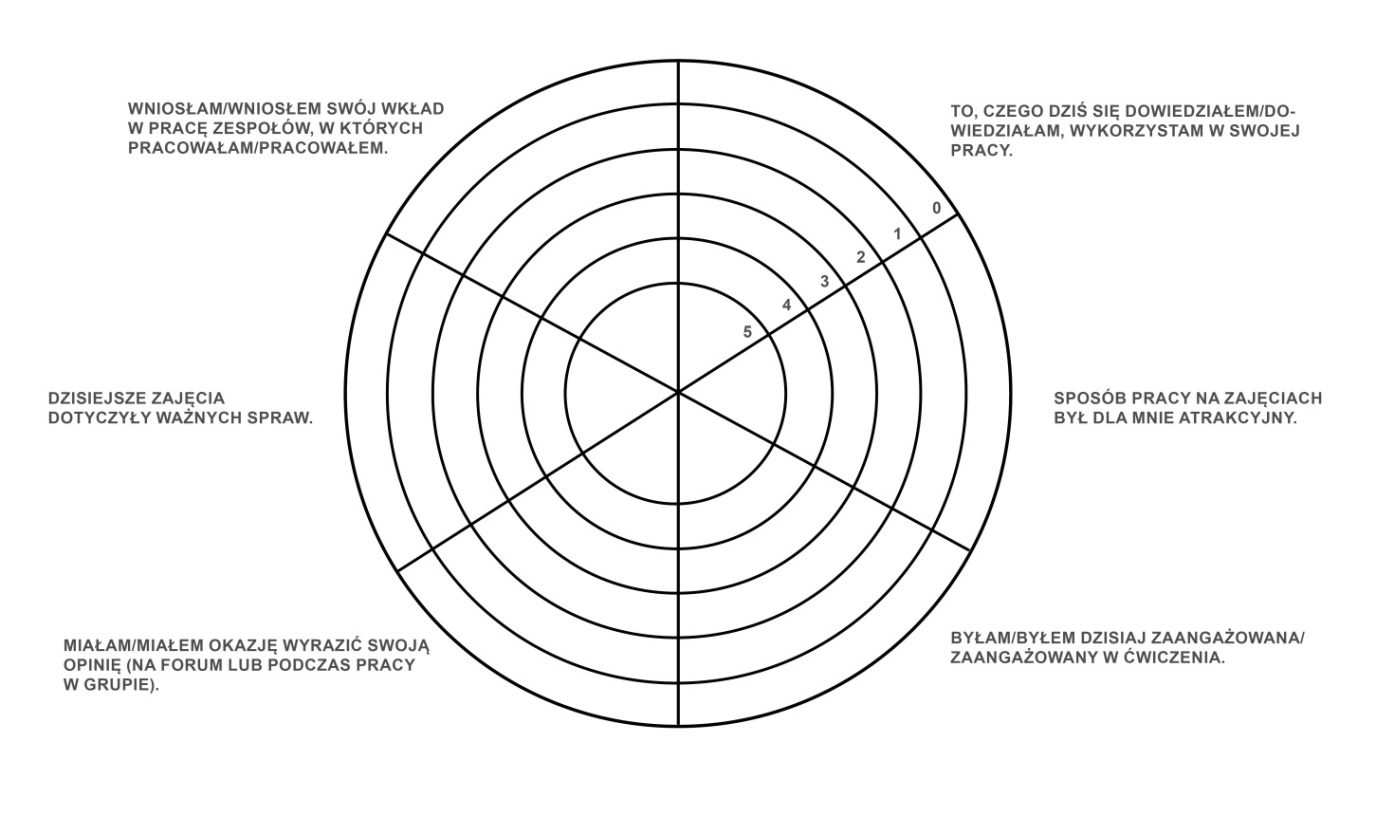 WNIOSŁAM/WNIOSŁEM SWÓJ WKŁAD
W PRACĘ ZESPOŁÓW, W KTÓRYCH
PRACOWAŁAM/PRACOWAŁEM.
TO, CZEGO DZIŚ SIĘ DOWIEDZIAŁEM/DO-
WIEDZIAŁAM, WYKORZYSTAM W SWOJEJ
PRACY.
0
1
2
3
4
5
DZISIEJSZE ZAJĘCIA
DOTYCZYŁY WAŻNYCH SPRAW.
SPOSÓB PRACY NA ZAJĘCIACH
BYŁ DLA MNIE ATRAKCYJNY.
MIAŁAM/MIAŁEM OKAZJĘ WYRAZIĆ SWOJĄ
OPINIĘ (NA FORUM LUB PODCZAS PRACY
W GRUPIE).
BYŁAM/BYŁEM DZISIAJ ZAANGAŻOWANA/
ZAANGAŻOWANY W ĆWICZENIA.